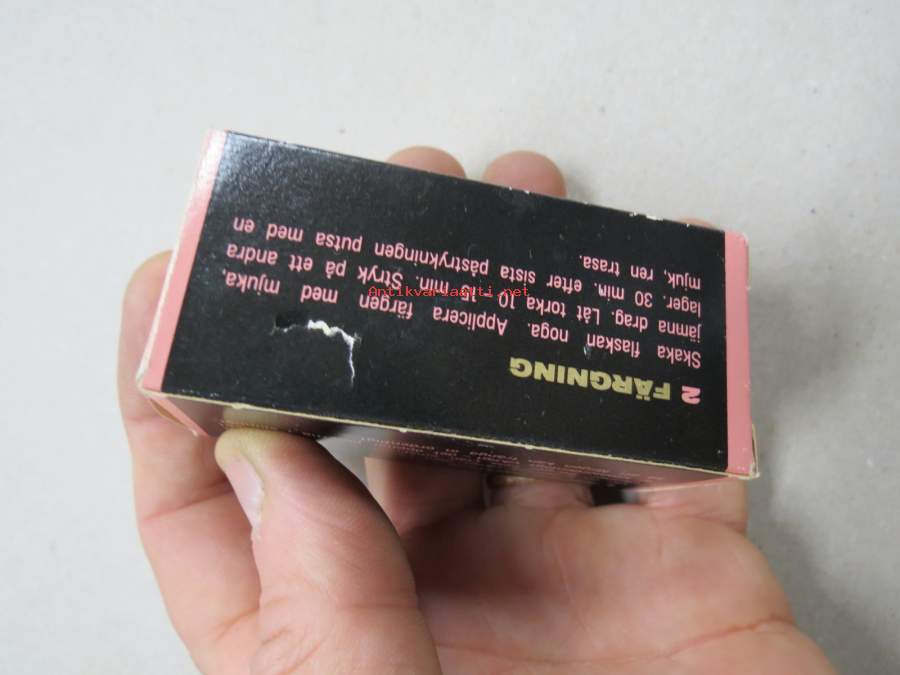 2 FÄRGNING
Skaka flaskan noga. Applicera färgen med mjuka,
jämna drag. Låt torka 10–15 min. Stryk på ett andra
lager. 30 min. efter sista påstrykningen putsa med en
mjuk, ren trasa.
Antikvariaatti.net